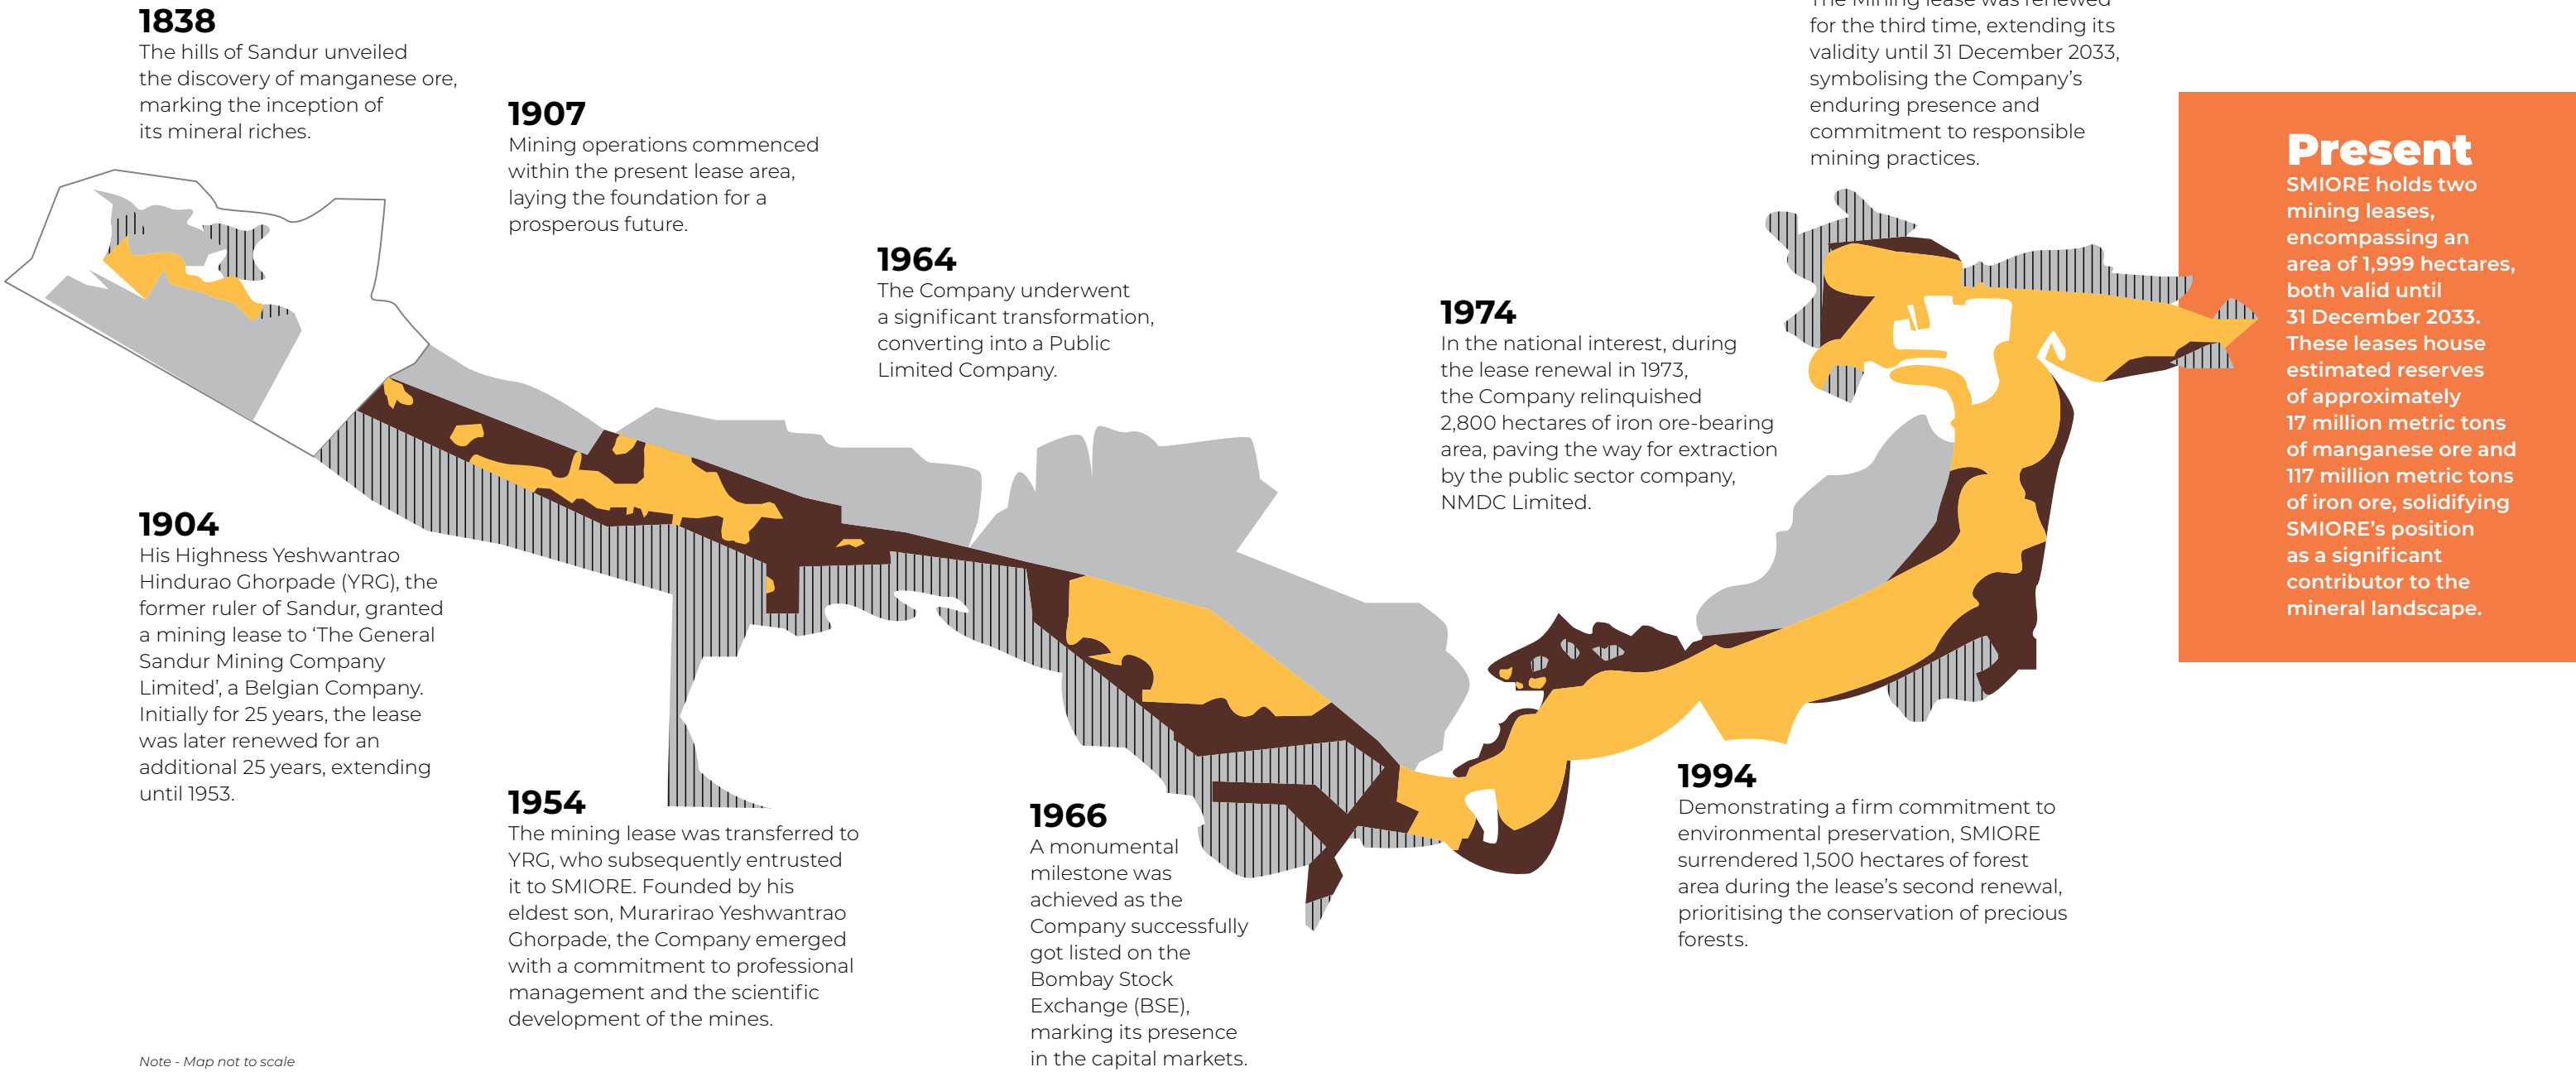 1838
The hills of Sandur unveiled
the discovery of manganese ore,
marking the inception of
its mineral riches.
1907
Mining operations commenced
within the present lease area,
laying the foundation for a
prosperous future.
1964
The Company underwent
a significant transformation,
converting into a Public
Limited Company.
1974
In the national interest, during
the lease renewal in 1973,
the Company relinquished
2,800 hectares of iron ore-bearing
area, paving the way for extraction
by the public sector company,
NMDC Limited.
The Mining lease was renewed
for the third time, extending its
validity until 31 December 2033,
symbolising the Company's
enduring presence and
commitment to responsible
mining practices.
Present
SMIORE holds two
mining leases,
encompassing an
area of 1,999 hectares,
both valid until
31 December 2033.
These leases house
estimated reserves
of approximately
17 million metric tons
of manganese ore and
117 million metric tons
of iron ore, solidifying
SMIORE's position
as a significant
contributor to the
mineral landscape.
1904
His Highness Yeshwantrao
Hindurao Ghorpade (YRG), the
former ruler of Sandur, granted
a mining lease to 'The General
Sandur Mining Company
Limited', a Belgian Company.
Initially for 25 years, the lease
was later renewed for an
additional 25 years, extending
until 1953.
1954
The mining lease was transferred to
YRG, who subsequently entrusted
it to SMIORE. Founded by his
eldest son, Murarirao Yeshwantrao
Ghorpade, the Company emerged
with a commitment to professional
management and the scientific
development of the mines.
1966
A monumental
milestone was
achieved as the
Company successfully
got listed on the
Bombay Stock
Exchange (BSE),
marking its presence
in the capital markets.
1994
Demonstrating a firm commitment to
environmental preservation, SMIORE
surrendered 1,500 hectares of forest
area during the lease's second renewal,
prioritising the conservation of precious
forests.
Note - Map not to scale